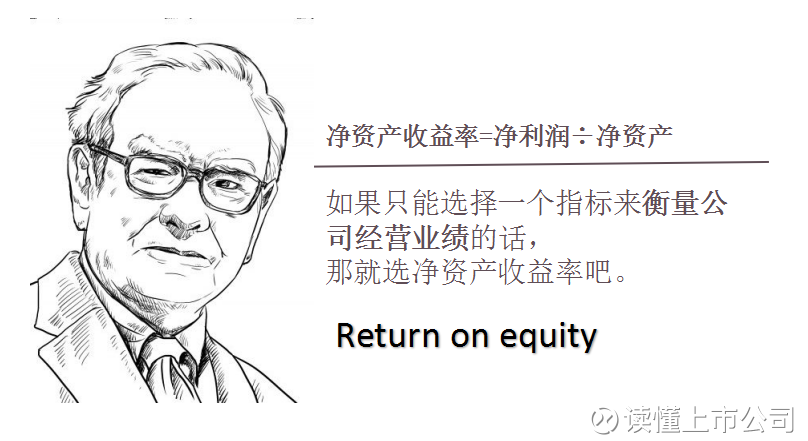 净资产收益率=净利润÷净资产
如果只能选择一个指标来衡量公
司经营业绩的话，
那就选净资产收益率吧。
Return on equity
读懂上市公司